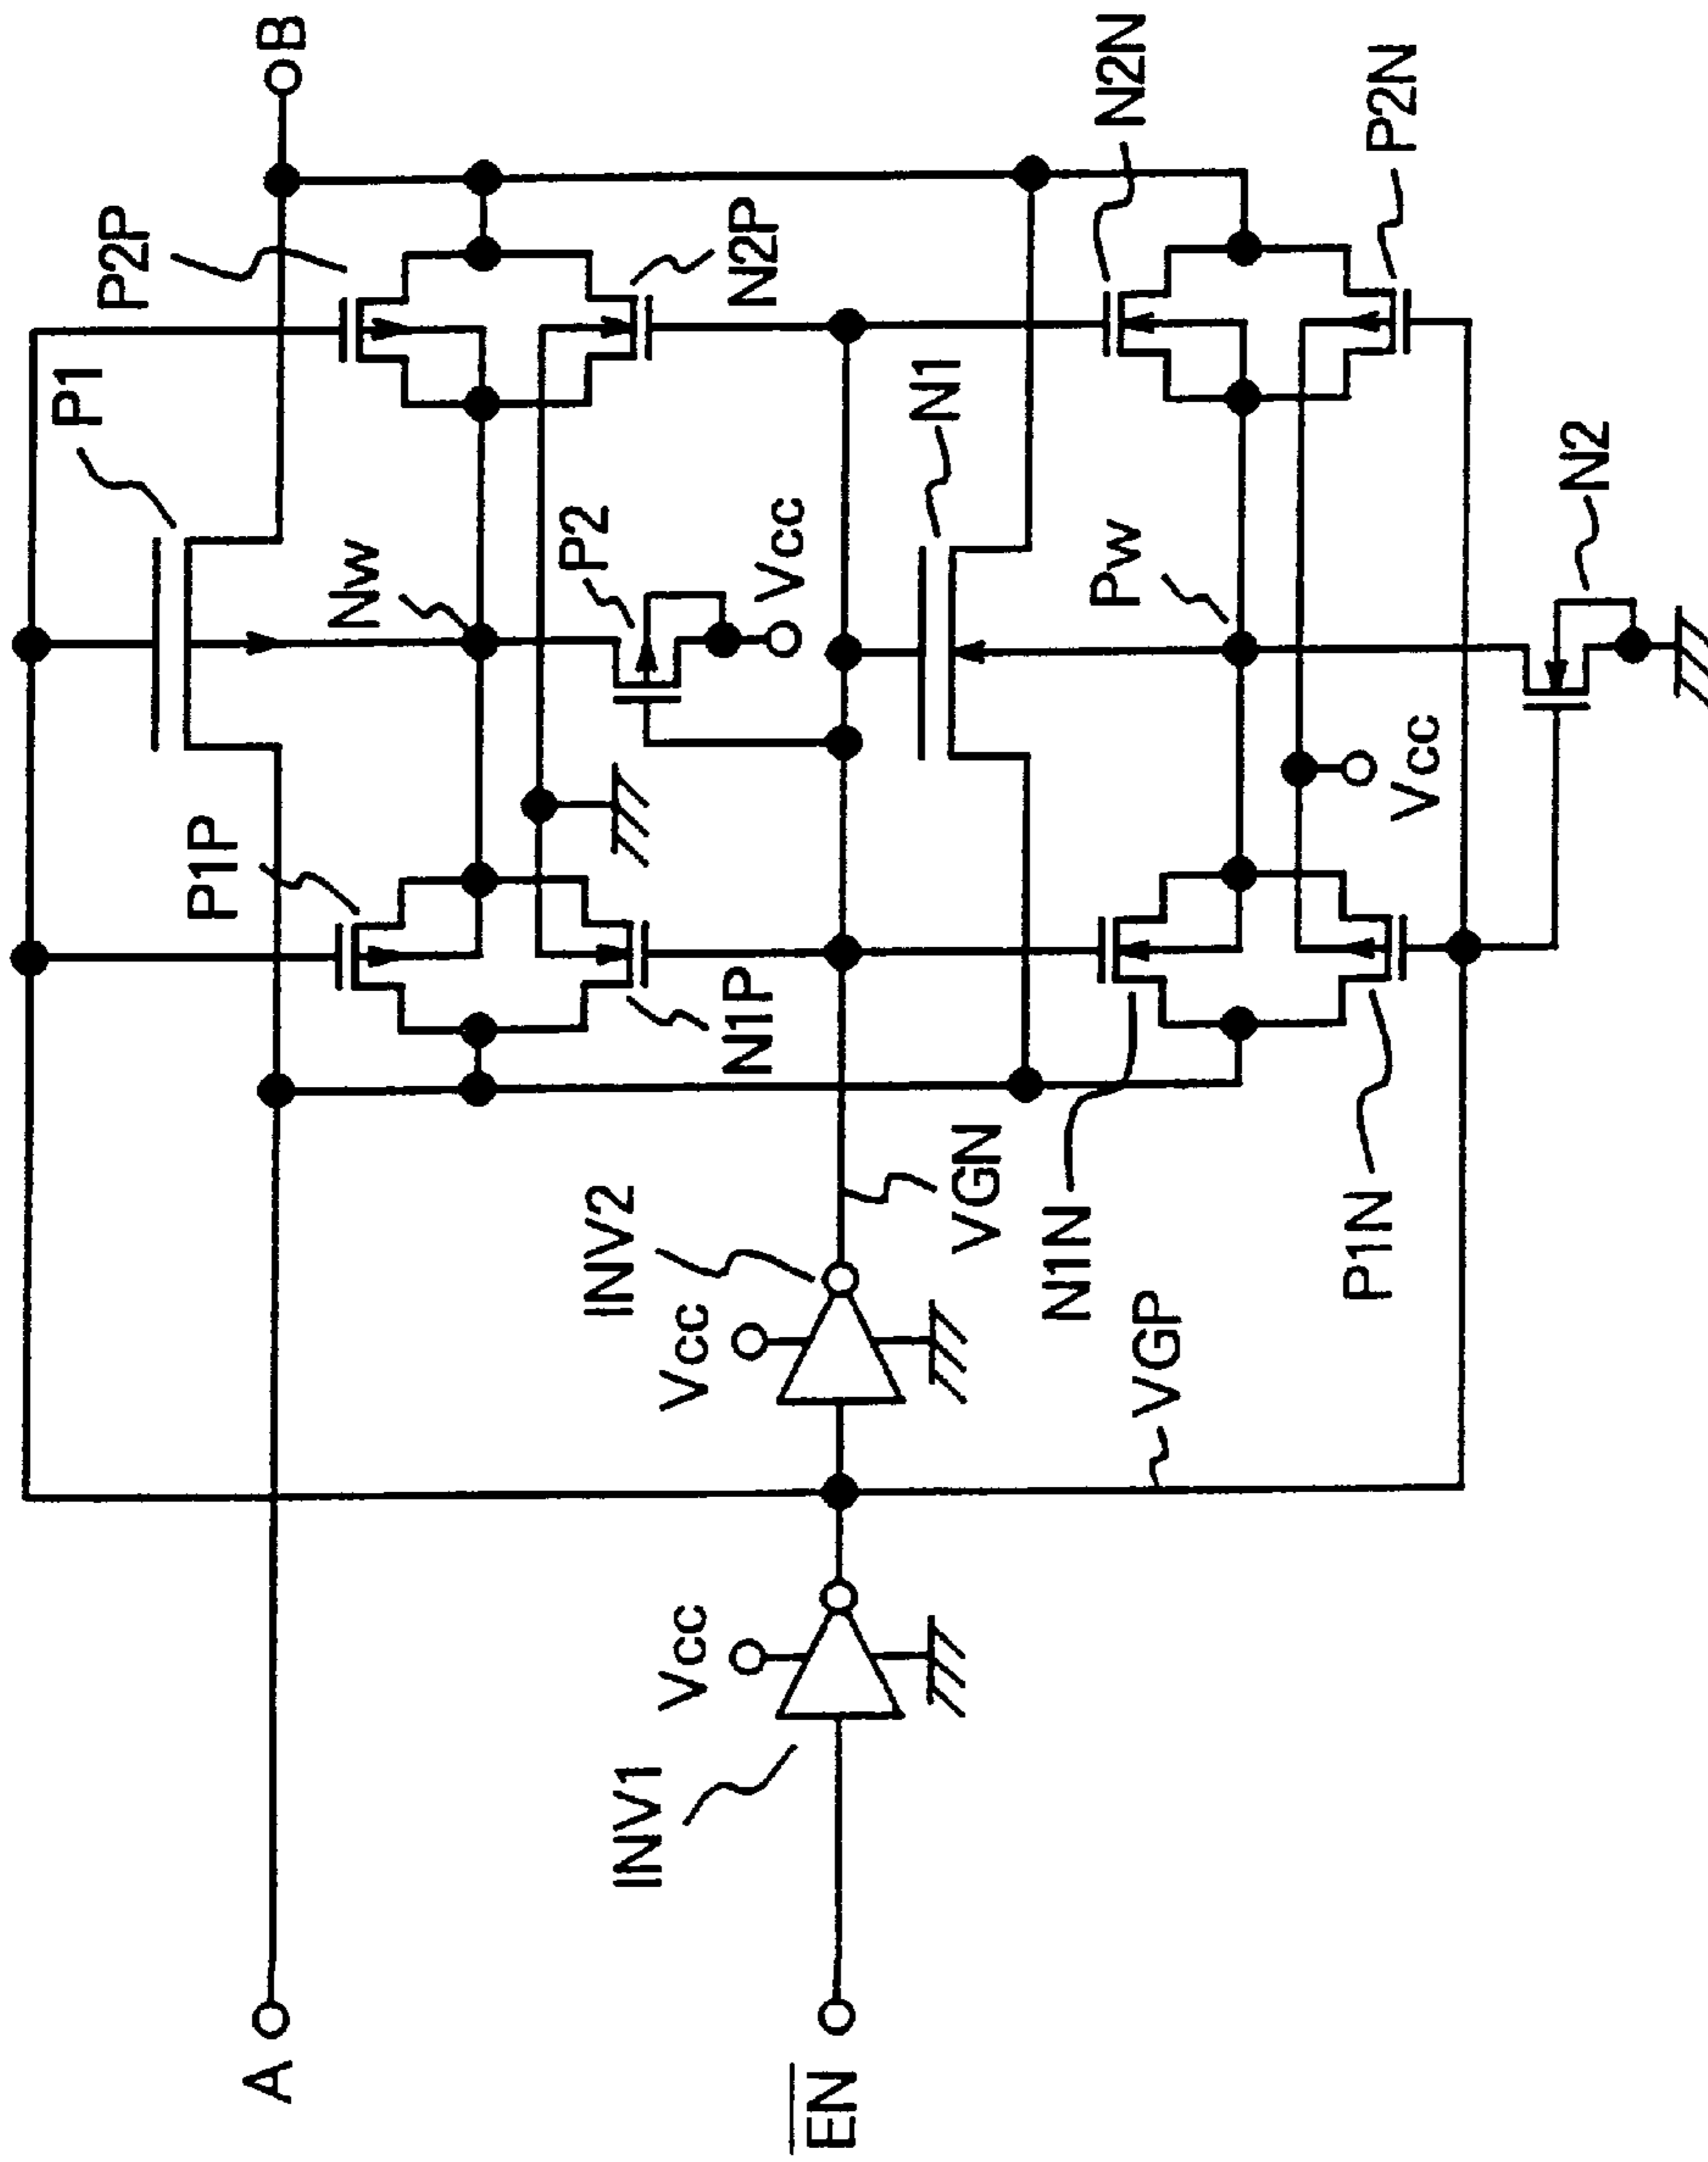 A
B
P1
P2P
P1P
Nw
P2
Vcc
N2P
N1P
INV1
Vcc
INV2
Vcc
EN
VGN
N1
N2N
N1N
Pw
VGP
P1N
Vcc
P2N
N2